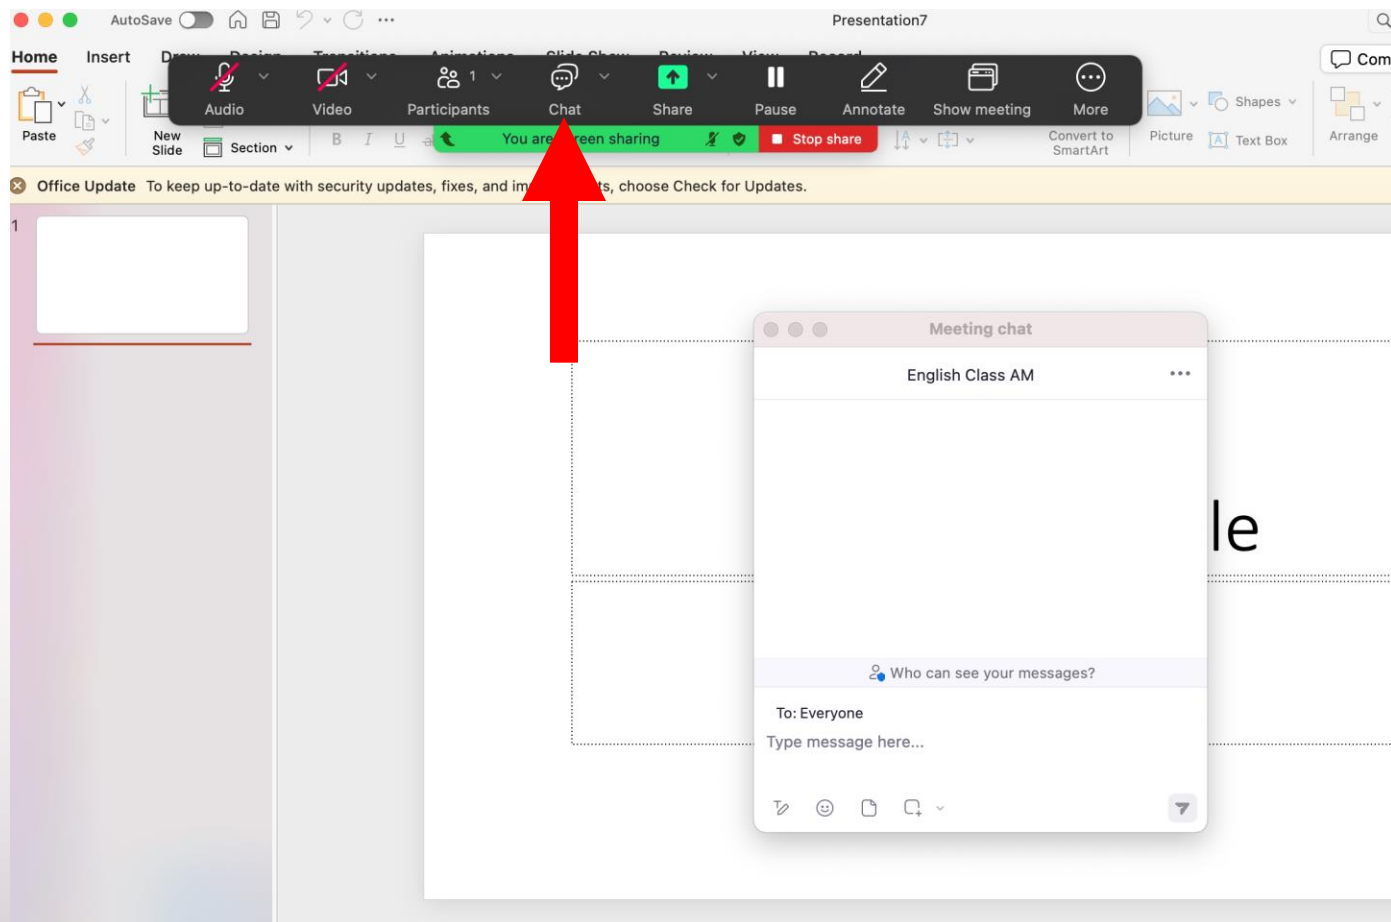 AutoSave Presentation7
Home Insert
Com
Audio Video Participants 1 Chat Share Pause Annotate Show meeting More
Shapes
Paste New Slide Section B I U You are screen sharing Stop share Convert to SmartArt Picture Text Box Arrange
Office Update To keep up-to-date with security updates, fixes, and choose Check for Updates.
1
Meeting chat
English Class AM
le
Who can see your messages?
To: Everyone
Type message here...